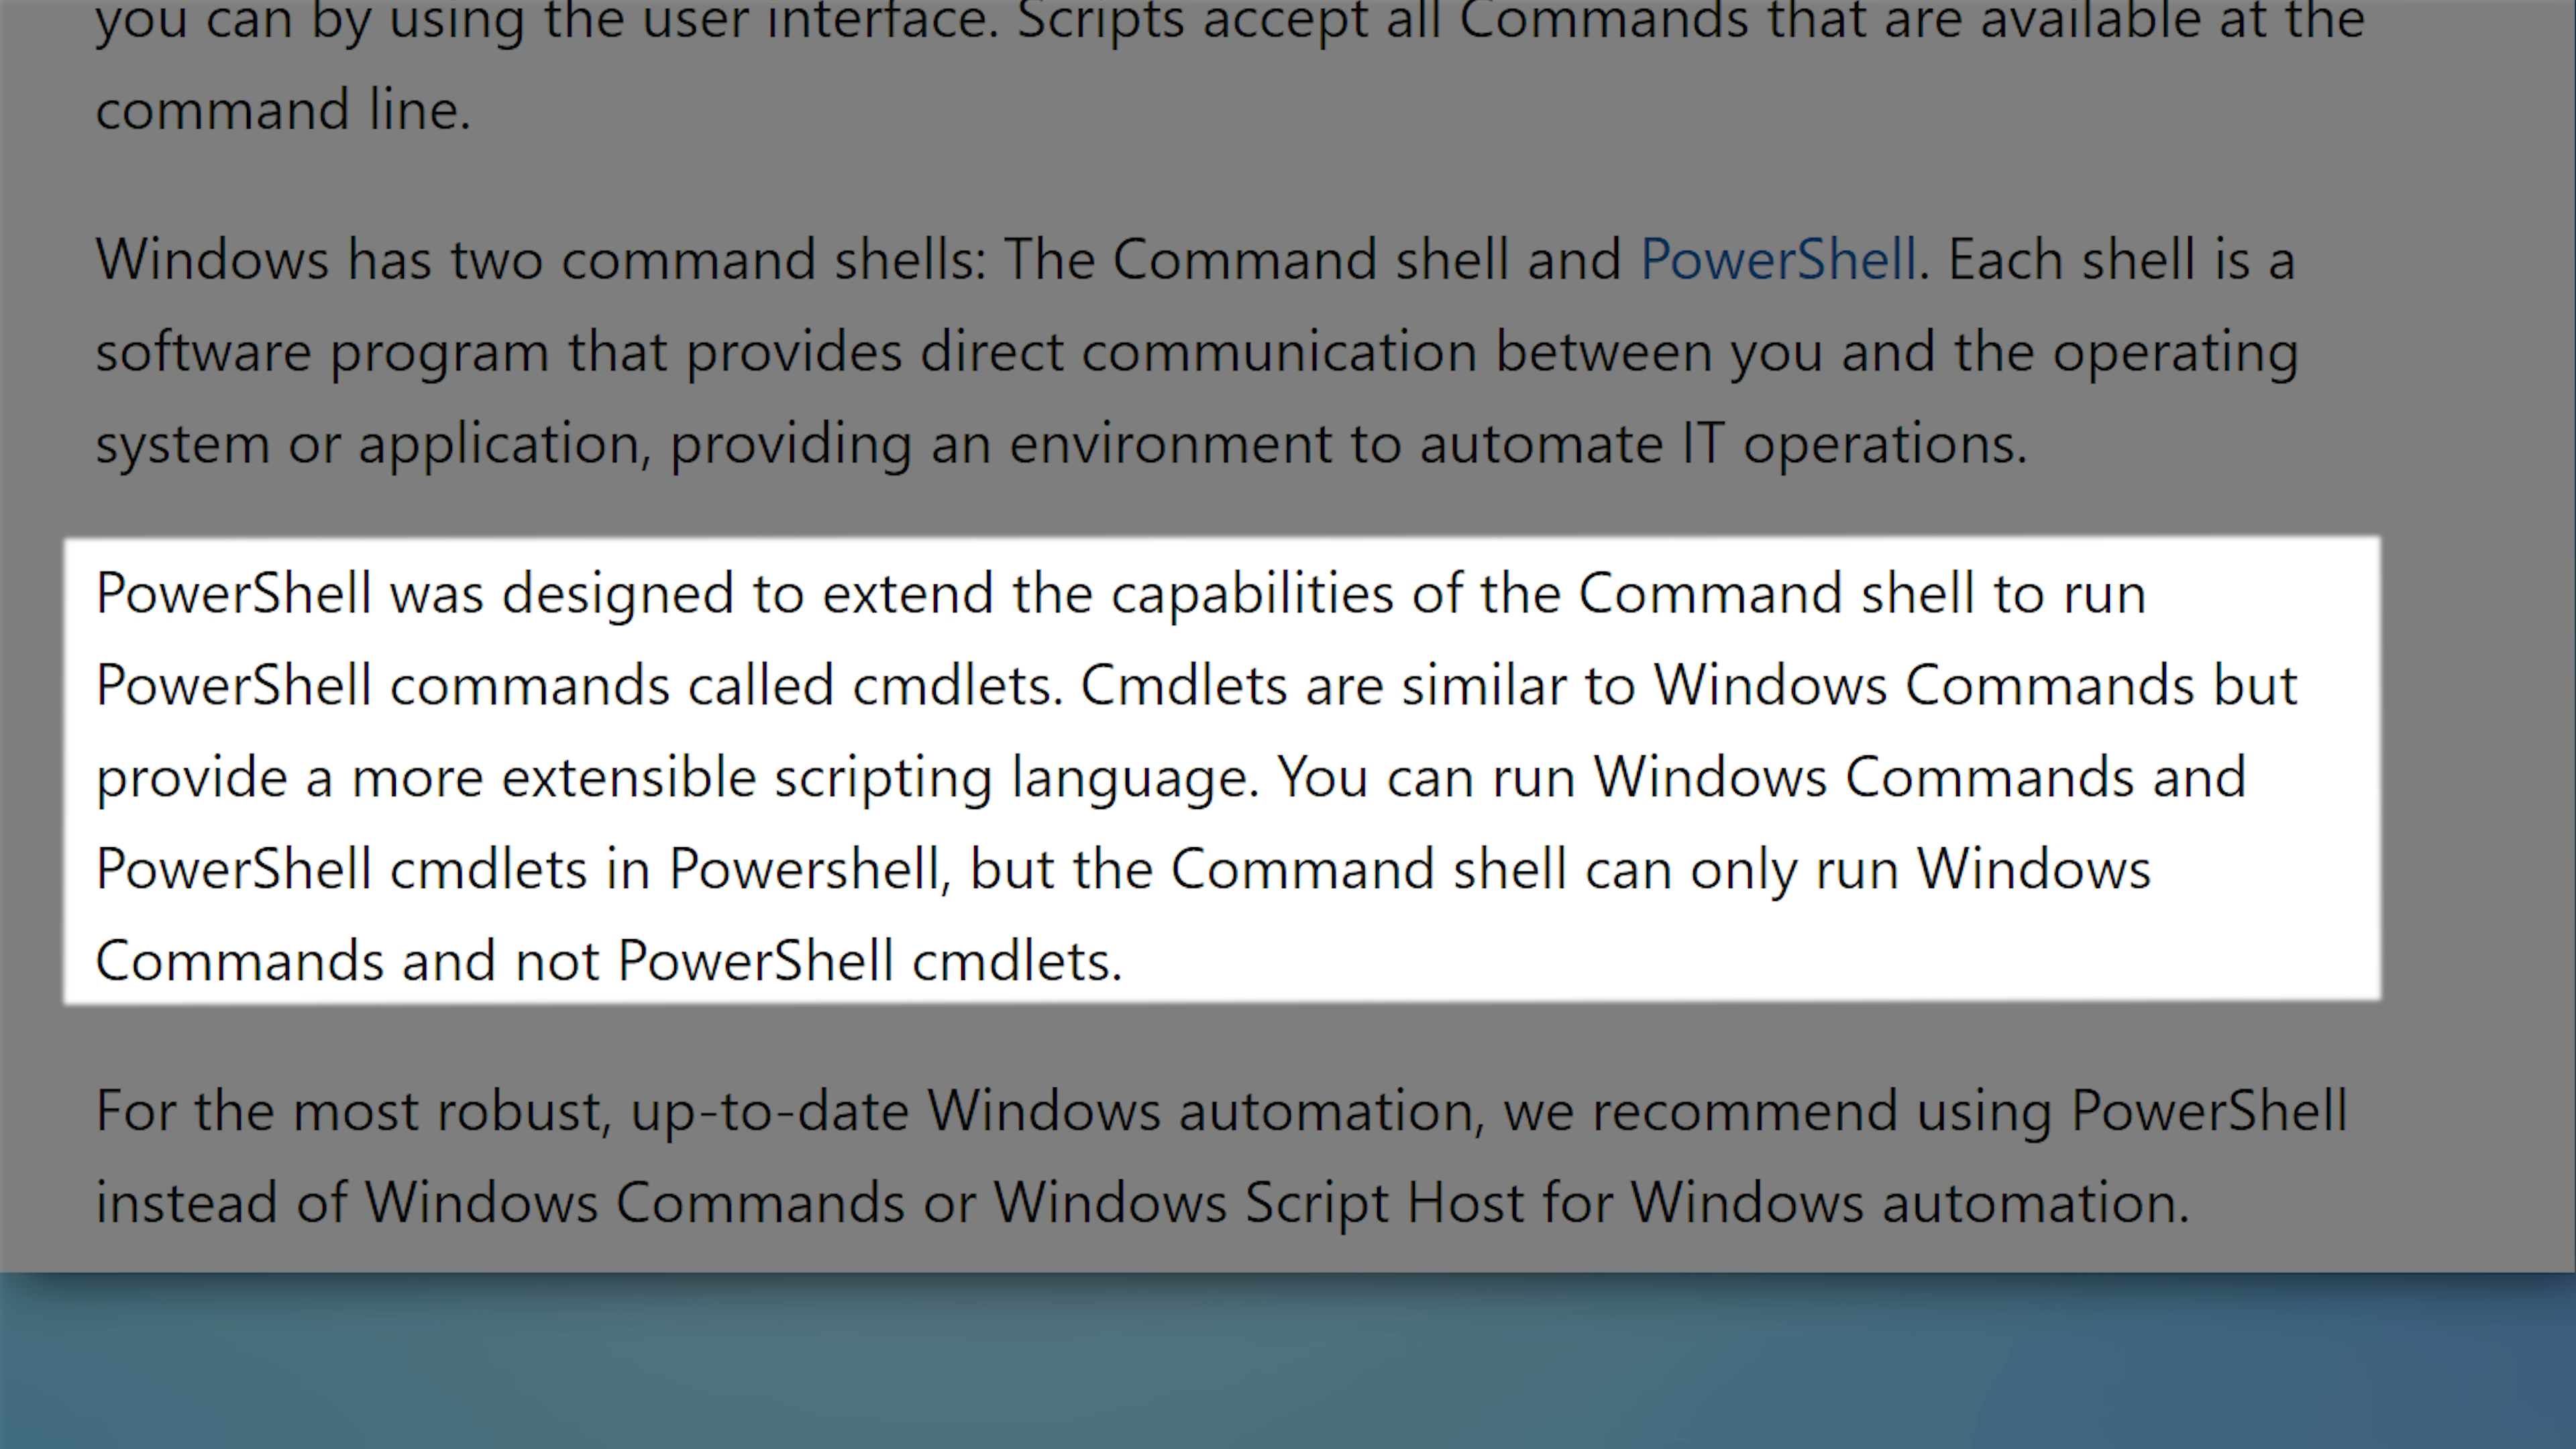 you can by using the user interface. Scripts accept all Commands that are available at the
command line.
Windows has two command shells: The Command shell and PowerShell. Each shell is a
software program that provides direct communication between you and the operating
system or application, providing an environment to automate IT operations.
PowerShell was designed to extend the capabilities of the Command shell to run
PowerShell commands called cmdlets. Cmdlets are similar to Windows Commands but
provide a more extensible scripting language. You can run Windows Commands and
PowerShell cmdlets in Powershell, but the Command shell can only run Windows
Commands and not PowerShell cmdlets.
For the most robust, up-to-date Windows automation, we recommend using PowerShell
instead of Windows Commands or Windows Script Host for Windows automation.